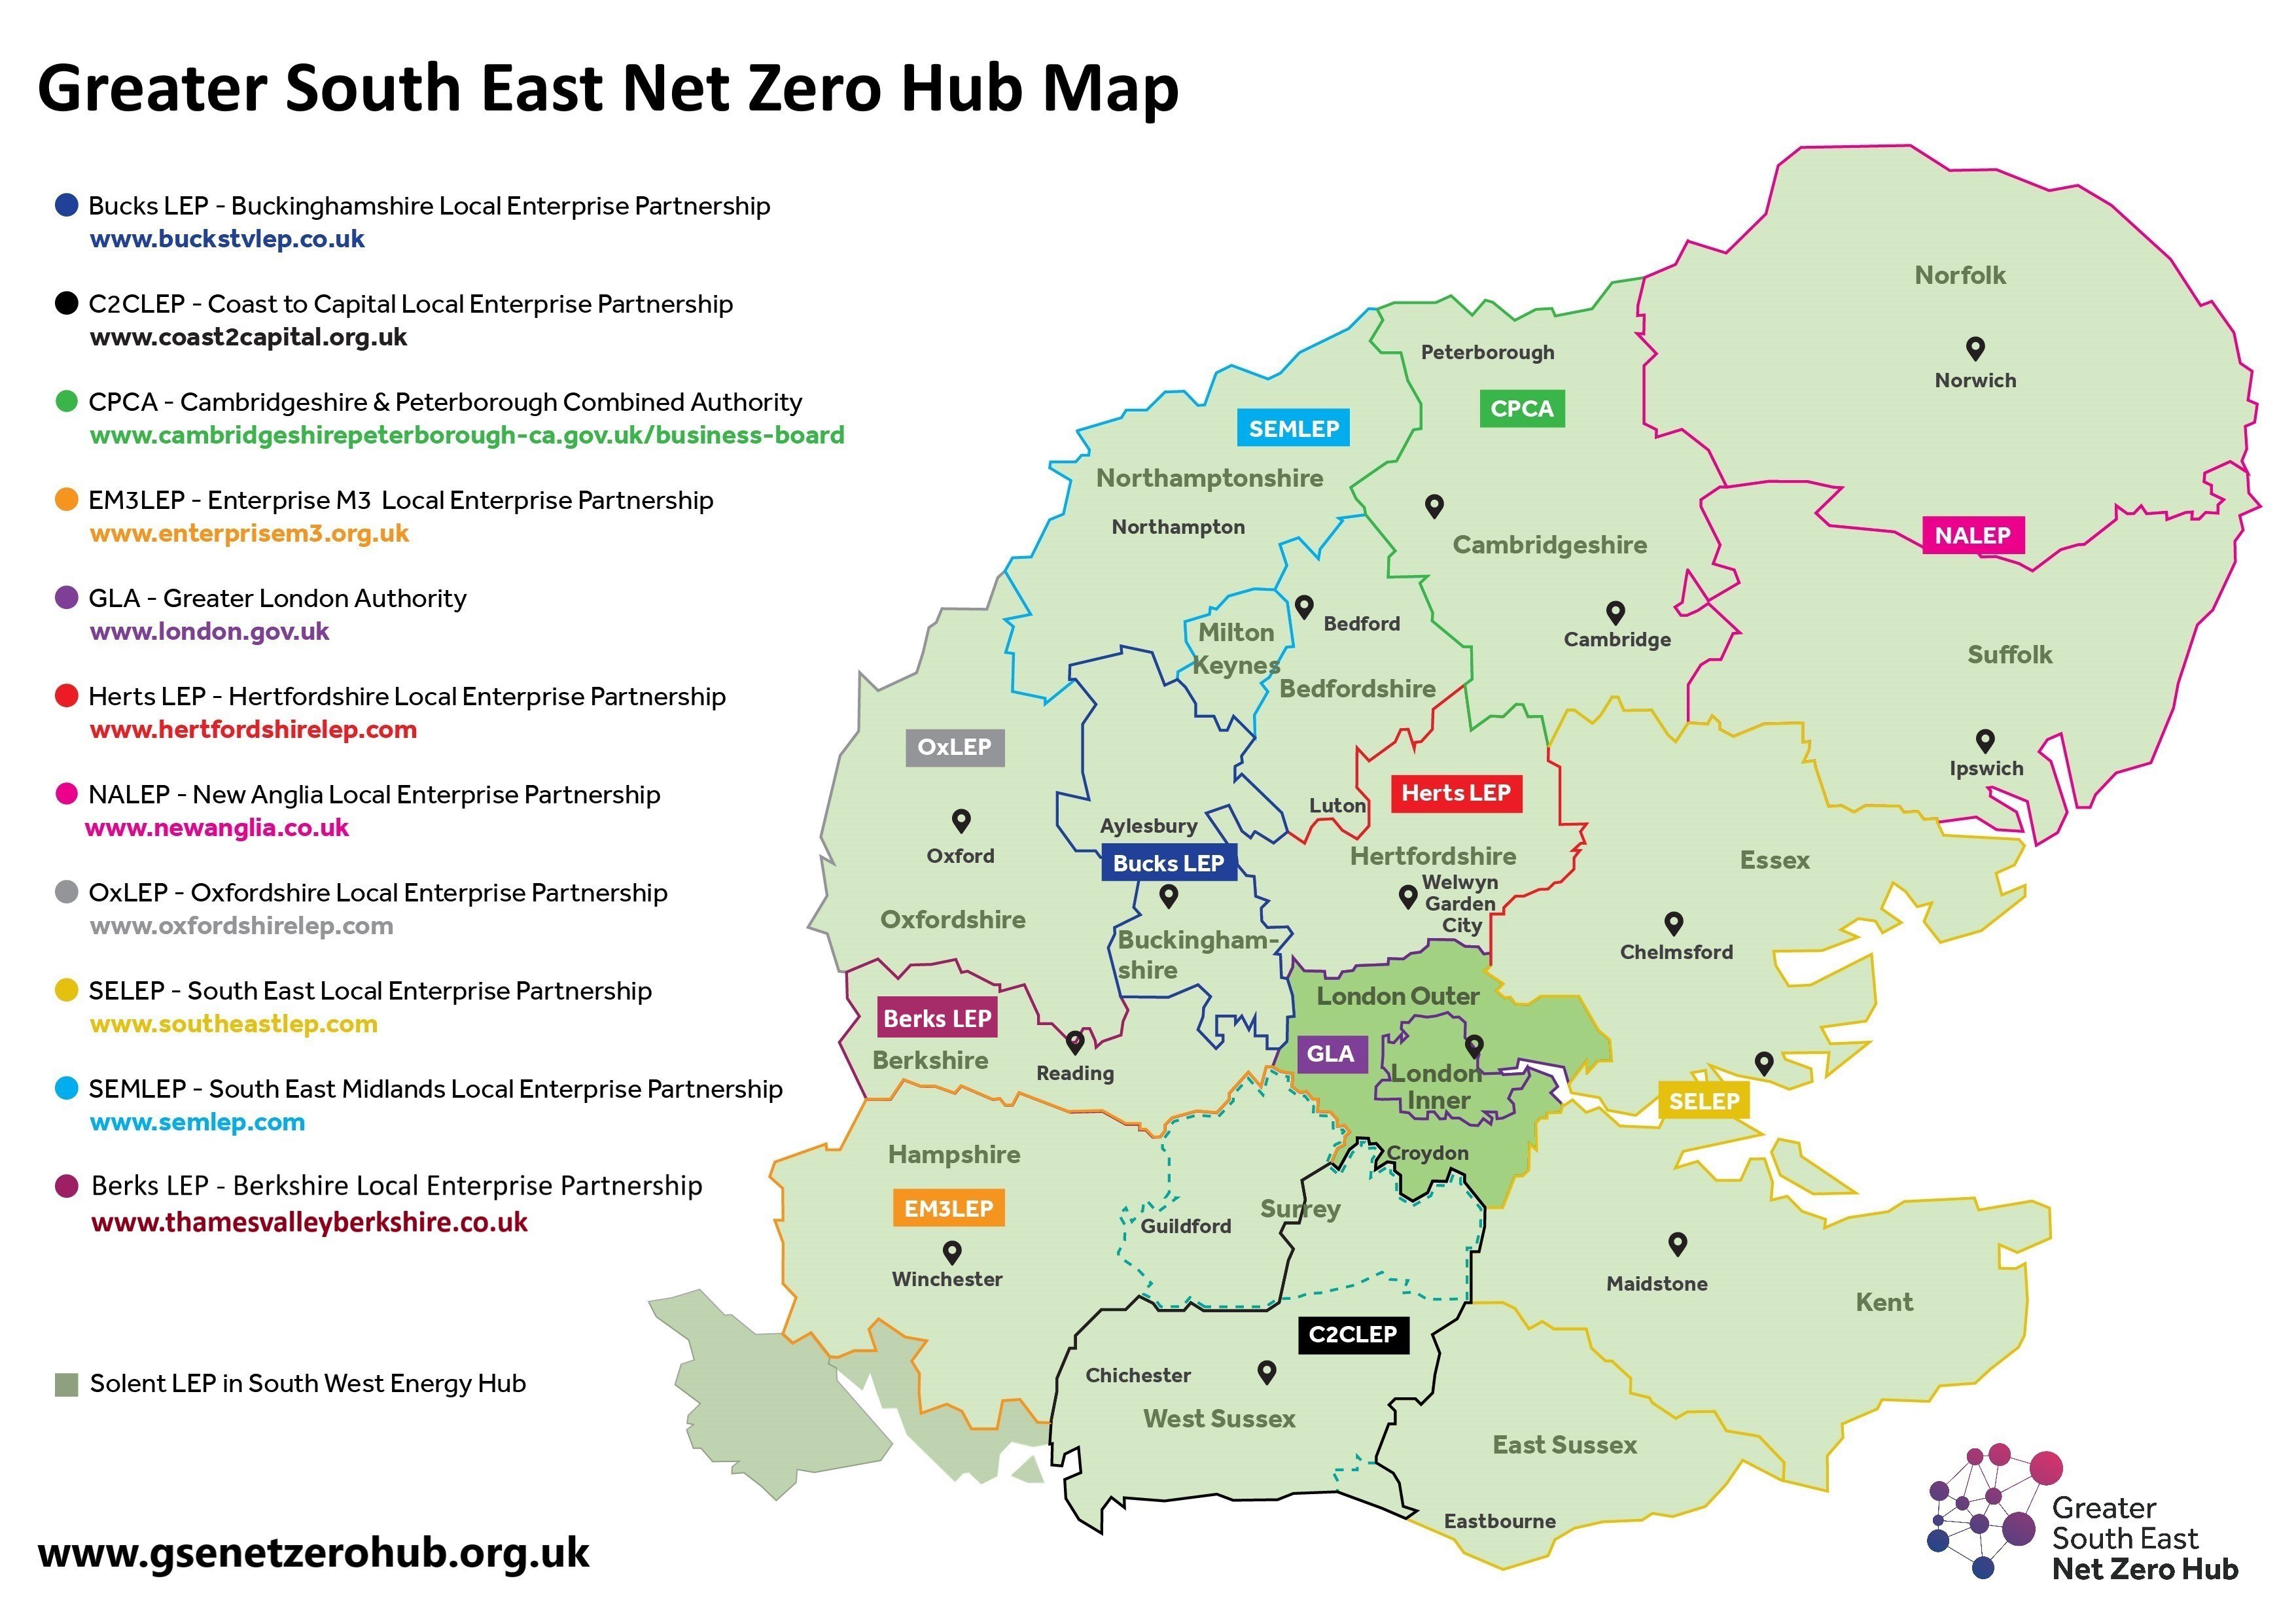 Greater South East Net Zero Hub Map
Bucks LEP - Buckinghamshire Local Enterprise Partnership
www.buckstvlep.co.uk
C2CLEP - Coast to Capital Local Enterprise Partnership
www.coast2capital.org.uk
CPCA - Cambridgeshire & Peterborough Combined Authority
www.cambridgeshirepeterborough-ca.gov.uk/business-board
EM3LEP - Enterprise M3 Local Enterprise Partnership
www.enterprisem3.org.uk
GLA - Greater London Authority
www.london.gov.uk
Herts LEP - Hertfordshire Local Enterprise Partnership
www.hertfordshirelep.com
NALEP - New Anglia Local Enterprise Partnership
www.newanglia.co.uk
OxLEP - Oxfordshire Local Enterprise Partnership
www.oxfordshirelep.com
SELEP - South East Local Enterprise Partnership
www.southeastlep.com
SEMLEP - South East Midlands Local Enterprise Partnership
www.semlep.com
Berks LEP - Berkshire Local Enterprise Partnership
www.thamesvalleyberkshire.co.uk
Solent LEP in South West Energy Hub
www.gsenetzerohub.org.uk
Norfolk
Norwich
NALEP
Suffolk
Ipswich
Peterborough
CPCA
Cambridgeshire
Cambridge
SEMLEP
Northamptonshire
Northampton
Milton
Keynes
Bedford
Bedfordshire
OxLEP
Oxford
Oxfordshire
Aylesbury
Bucks LEP
Buckingham-
shire
Luton
Herts LEP
Hertfordshire
Welwyn
Garden
City
Essex
Chelmsford
Berks LEP
Berkshire
Reading
London Outer
GLA
London
Inner
Croydon
SELEP
Hampshire
EM3LEP
Winchester
Guildford
Surrey
Maidstone
Kent
C2CLEP
Chichester
West Sussex
East Sussex
Eastbourne
Greater
South East
Net Zero Hub